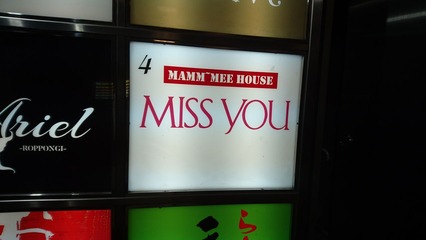 4
MAMM~MEE HOUSE
MISS YOU
Ariel
-ROPPONGI-